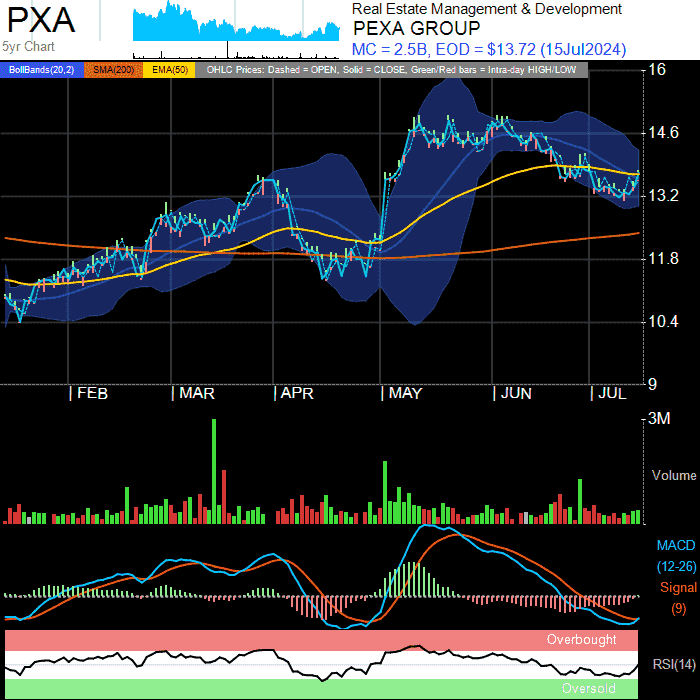 PXA
5yr Chart
Real Estate Management & Development
PEXA GROUP
MC = 2.5B, EOD = $13.72 (15Jul2024)
BollBands(20,2) SMA(200) EMA(50) OHLC Prices: Dashed = OPEN, Solid = CLOSE, Green/Red bars = Intra-day HIGH/LOW
16
14.6
13.2
11.8
10.4
9
| FEB | MAR | APR | MAY | JUN | JUL
3M
Volume
MACD
(12-26)
Signal
(9)
Overbought
RSI(14)
Oversold